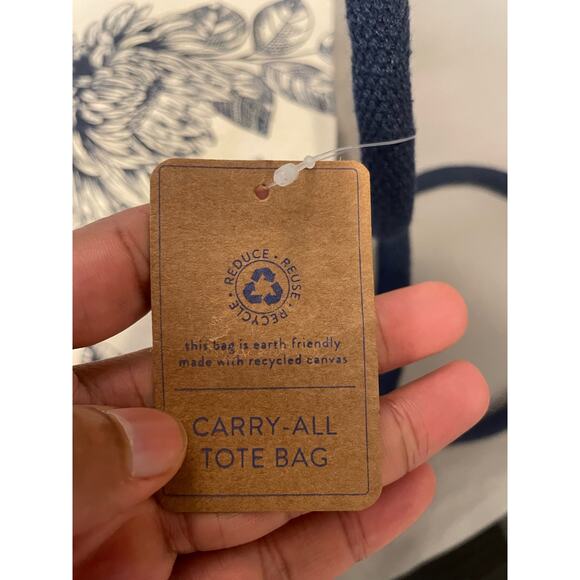 REDUCE • REUSE • RECYCLE •
this bag is earth friendly
made with recycled canvas
CARRY-ALL
TOTE BAG